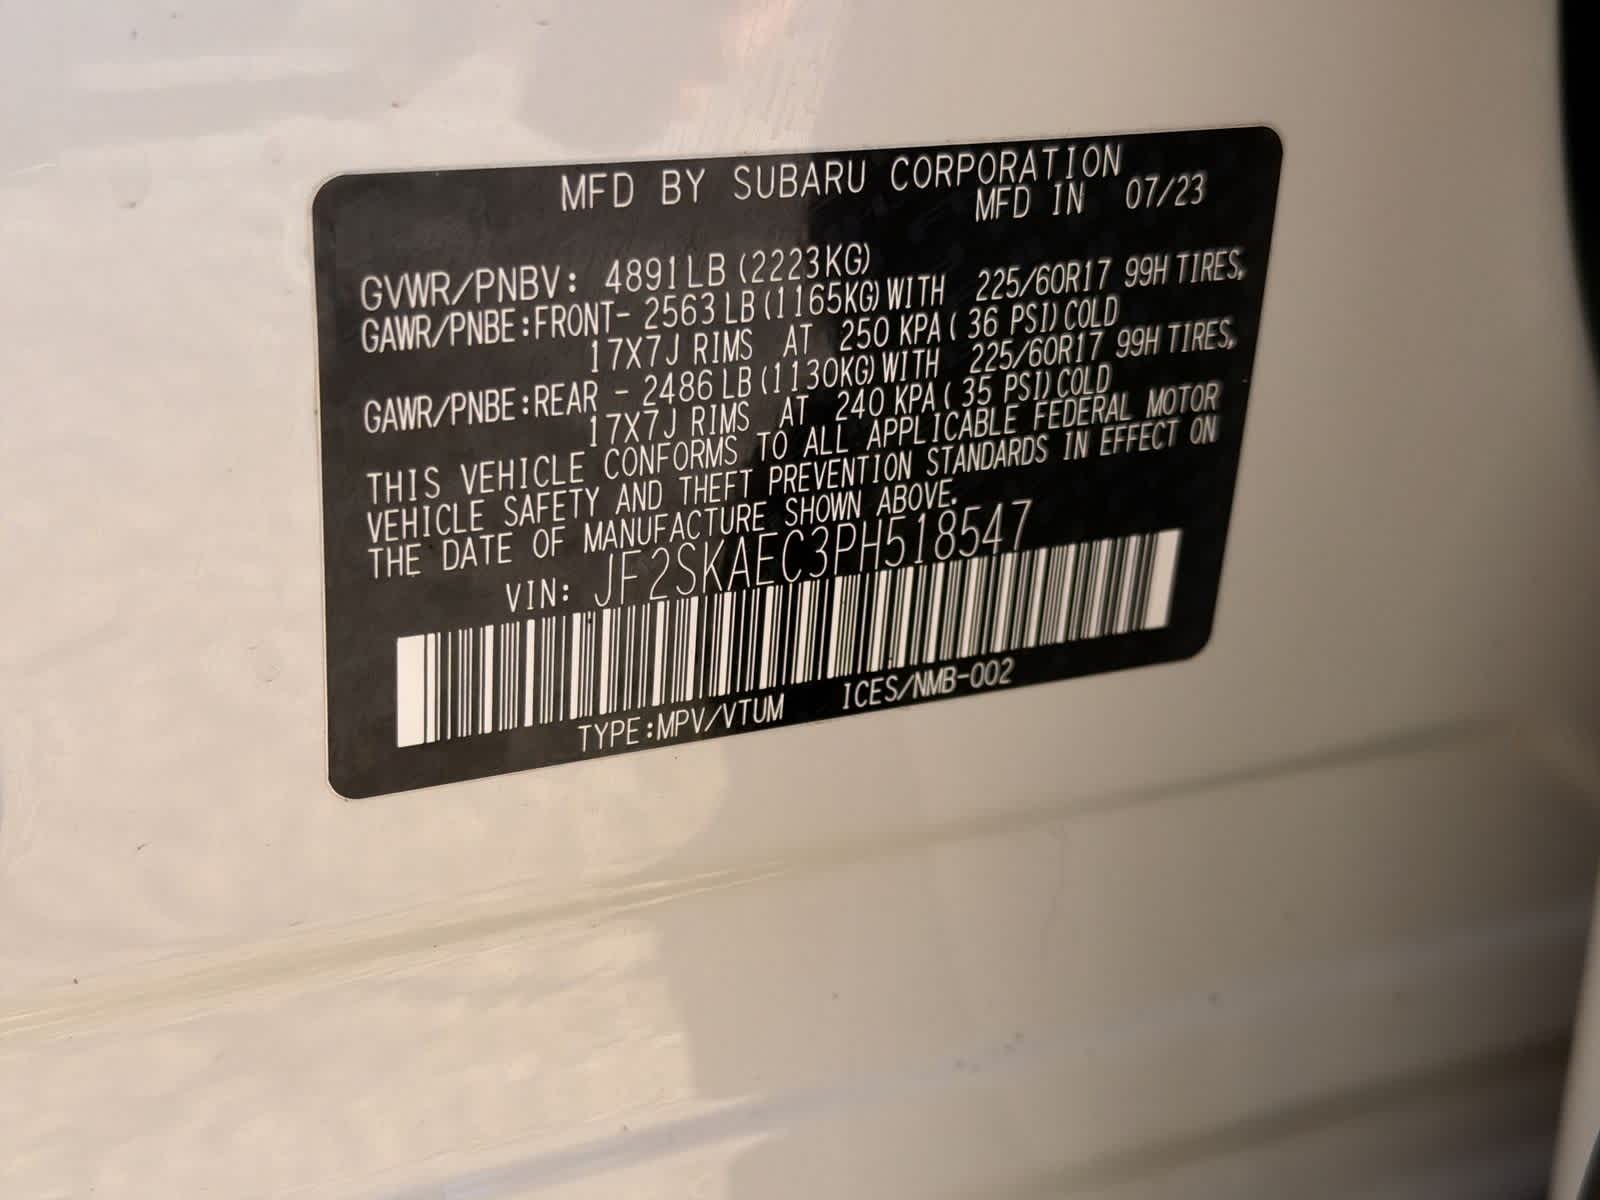 MFD BY SUBARU CORPORATION
MFD IN 07/23
GVWR/PNBV: 4891LB (2223KG)
GAWR/PNBE:FRONT- 2563LB (1165KG) WITH 225/60R17 99H TIRES,
17X7J RIMS AT 250 KPA ( 36 PSI) COLD
GAWR/PNBE:REAR - 2486LB (1130KG) WITH 225/60R17 99H TIRES,
17X7J RIMS AT 240 KPA ( 35 PSI) COLD
THIS VEHICLE CONFORMS TO ALL APPLICABLE FEDERAL MOTOR
VEHICLE SAFETY AND THEFT PREVENTION STANDARDS IN EFFECT ON
THE DATE OF MANUFACTURE SHOWN ABOVE.
VIN: JF2SKAEC3PH518547
TYPE:MPV/VTUM ICES/NMB-002